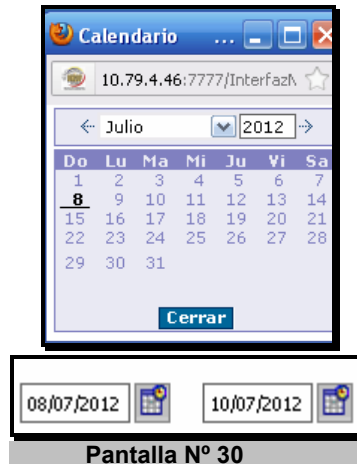 Calendario ...
10.79.4.46:7777/Interfaz
Julio 2012
Do Lu Ma Mi Ju Vi Sa
1 2 3 4 5 6 7
8 9 10 11 12 13 14
15 16 17 18 19 20 21
22 23 24 25 26 27 28
29 30 31
Cerrar
08/07/2012 10/07/2012
Pantalla Nº 30